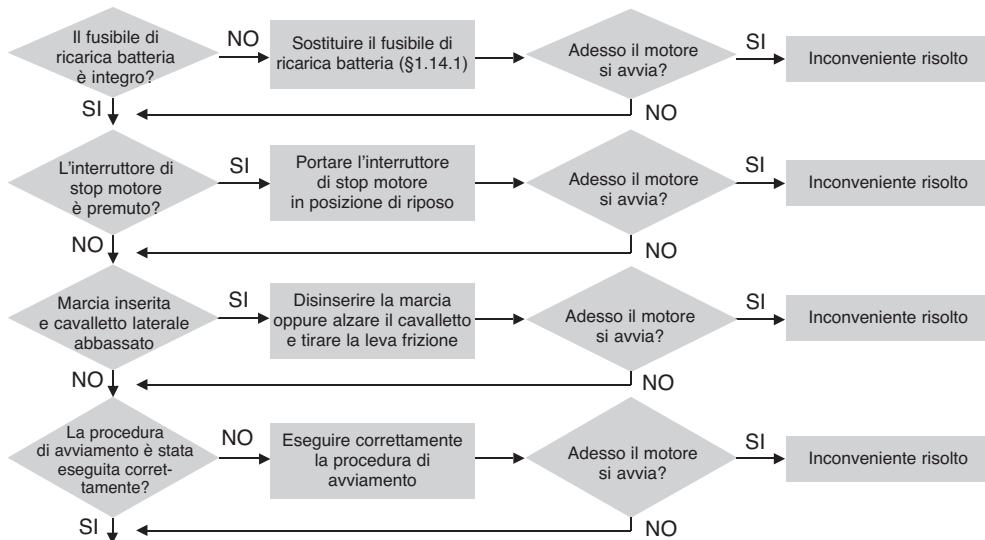 Il fusibile di
ricarica batteria
è integro?
NO
Sostituire il fusibile di
ricarica batteria (§1.14.1)
Adesso il motore
si avvia?
SI
Inconveniente risolto
SI
NO
L'interruttore di
stop motore
è premuto?
SI
Portare l'interruttore
di stop motore
in posizione di riposo
Adesso il motore
si avvia?
SI
Inconveniente risolto
NO
NO
Marcia inserita
e cavalletto laterale
abbassato
SI
Disinserire la marcia
oppure alzare il cavalletto
e tirare la leva frizione
Adesso il motore
si avvia?
SI
Inconveniente risolto
NO
NO
La procedura
di avviamento è stata
eseguita corret-
tamente?
NO
Eseguire correttamente
la procedura di
avviamento
Adesso il motore
si avvia?
SI
Inconveniente risolto
SI
NO